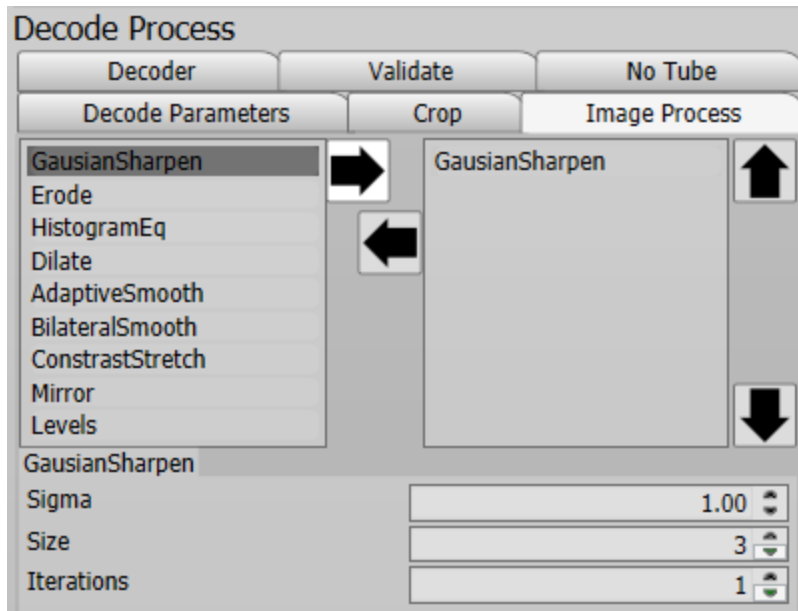 Decode Process
Decoder Validate No Tube
Decode Parameters Crop Image Process
GausianSharpen GausianSharpen
Erode
HistogramEq
Dilate
AdaptiveSmooth
BilateralSmooth
ConstrastStretch
Mirror
Levels
GausianSharpen
Sigma 1.00
Size 3
Iterations 1